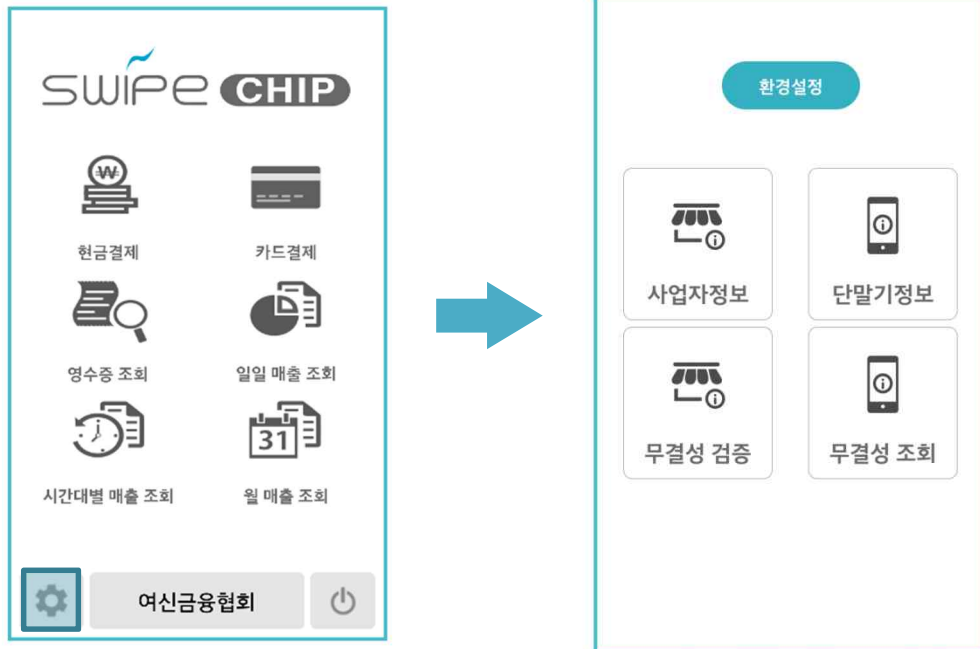 swipe CHIP
현금결제
카드결제
영수증 조회
일일 매출 조회
31
시간대별 매출 조회
월 매출 조회
여신금융협회
환경설정
사업자정보
단말기정보
무결성 검증
무결성 조회